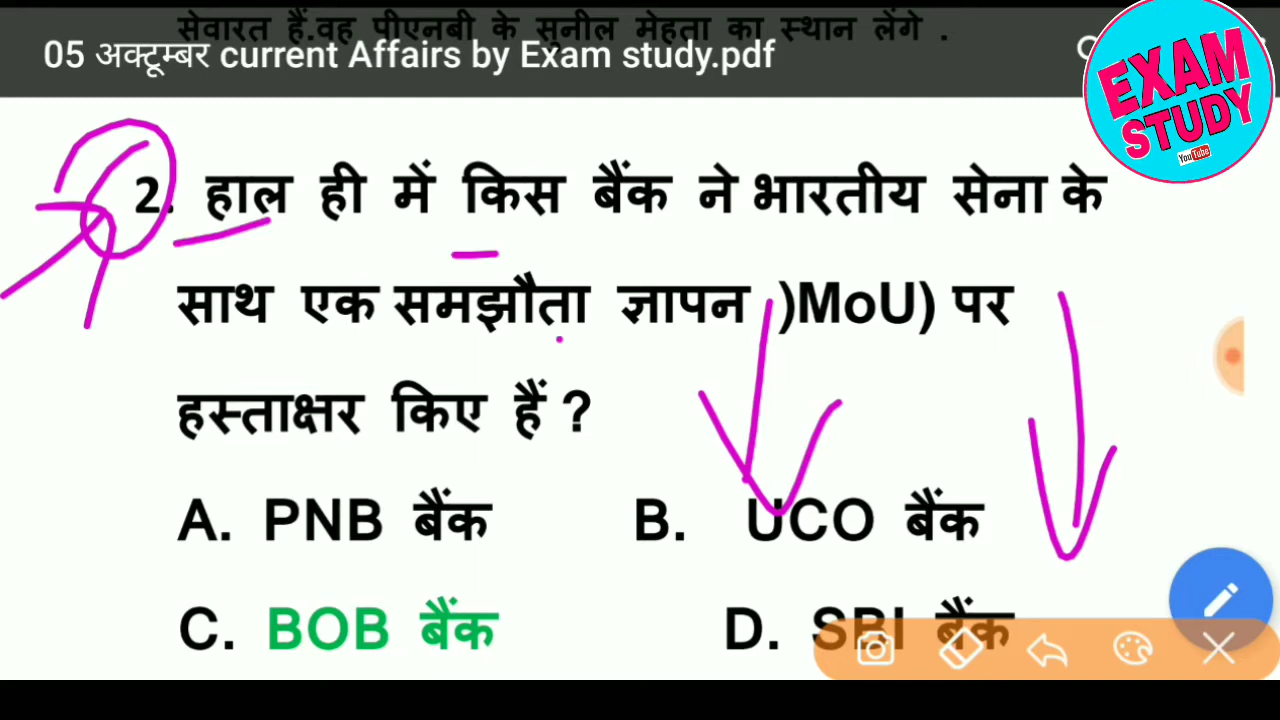 सेवारत हैं.वह पीएनबी के सुनील मेहता का स्थान लेंगे .
05 अक्टूम्बर current Affairs by Exam study.pdf
EXAM
STUDY
YouTube
2. हाल ही में किस बैंक ने भारतीय सेना के
साथ एक समझौता ज्ञापन )MoU) पर
हस्ताक्षर किए हैं ?
A. PNB बैंक B. UCO बैंक
C. BOB बैंक D. SBI बैंक